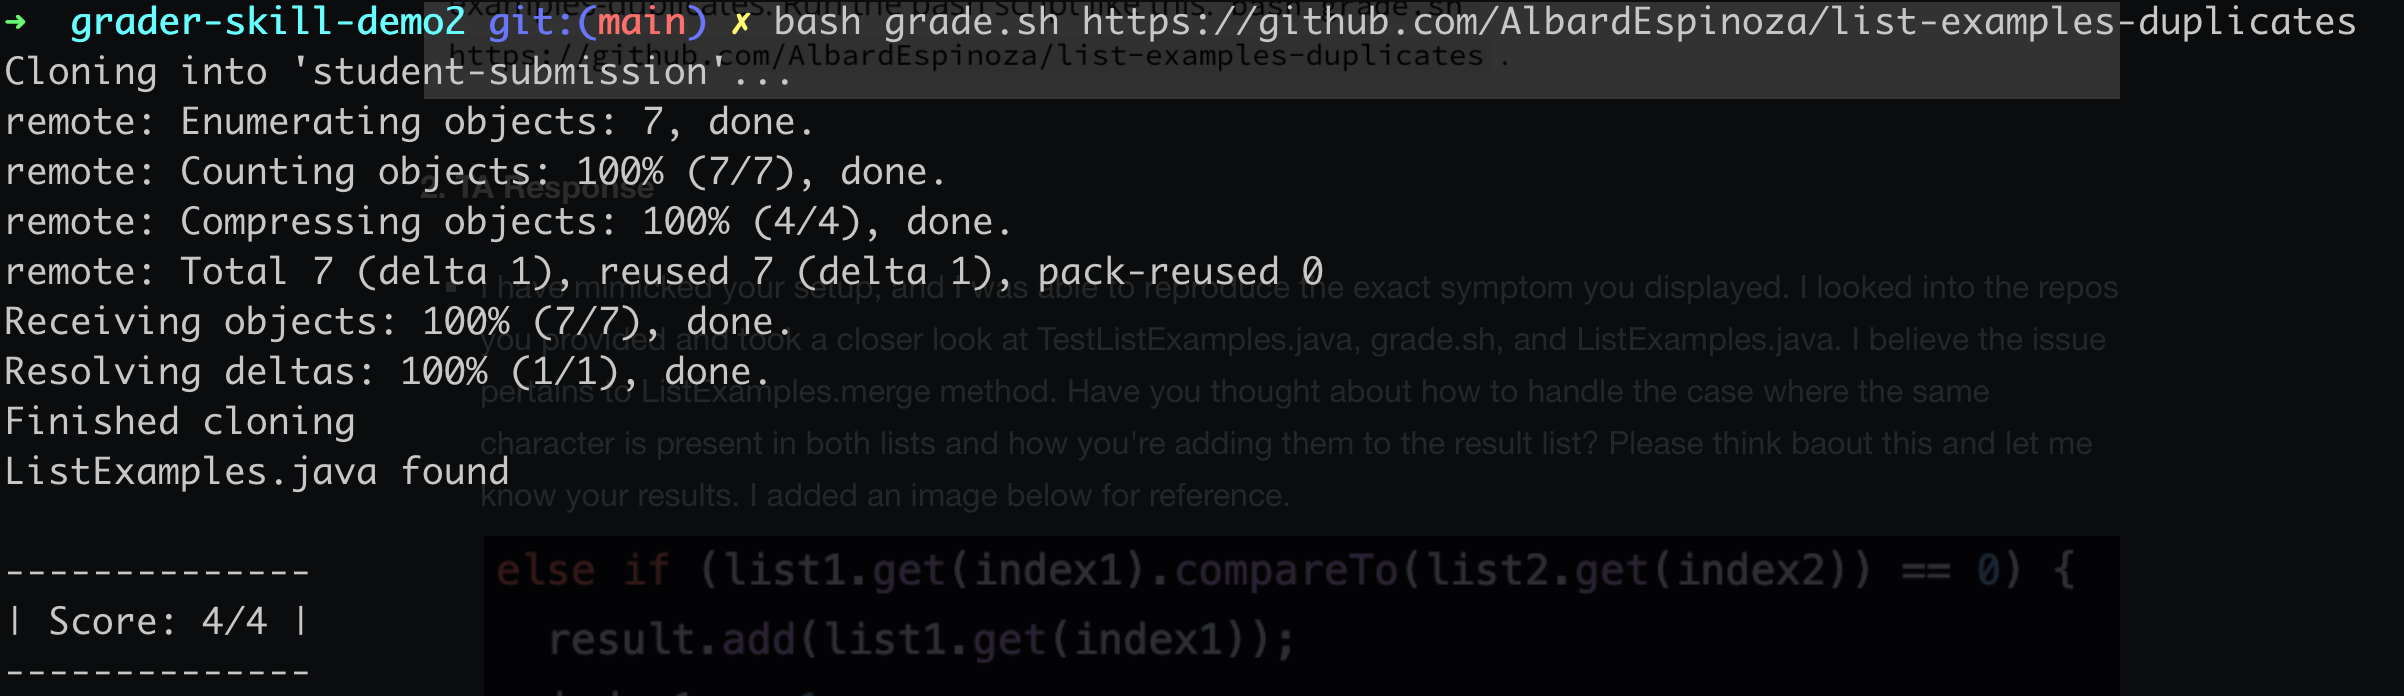 ➜ grader-skill-demo2 git:(main) ✗ bash grade.sh https://github.com/AlbardEspinoza/list-examples-duplicates
https://github.com/AlbardEspinoza/list-examples-duplicates .
Cloning into 'student-submission'...
remote: Enumerating objects: 7, done.
remote: Counting objects: 100% (7/7), done.
2. TA Response
remote: Compressing objects: 100% (4/4), done.
remote: Total 7 (delta 1), reused 7 (delta 1), pack-reused 0
I have mimicked your setup, and I was able to reproduce the exact symptom you displayed. I looked into the repos
Receiving objects: 100% (7/7), done.
you provided and took a closer look at TestListExamples.java, grade.sh, and ListExamples.java. I believe the issue
Resolving deltas: 100% (1/1), done.
pertains to ListExamples.merge method. Have you thought about how to handle the case where the same
Finished cloning
character is present in both lists and how you're adding them to the result list? Please think baout this and let me
ListExamples.java found
know your results. I added an image below for reference.
else if (list1.get(index1).compareTo(list2.get(index2)) == 0) {
--------------
| Score: 4/4 |
result.add(list1.get(index1));
--------------